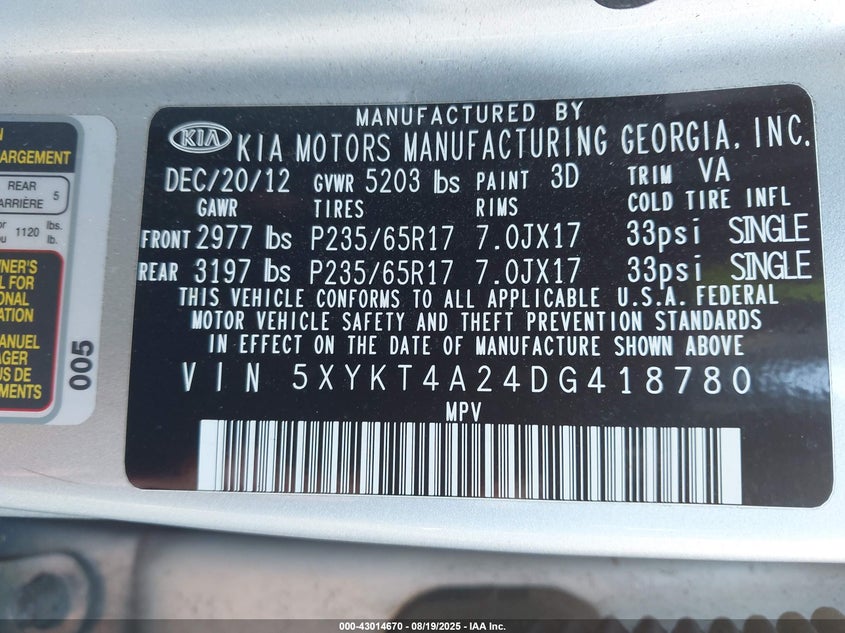 MANUFACTURED BY
KIA KIA MOTORS MANUFACTURING GEORGIA, INC.
DEC/20/12 GVWR 5203 lbs PAINT 3D TRIM VA
GAWR TIRES RIMS COLD TIRE INFL
FRONT 2977 lbs P235/65R17 7.0JX17 33psi SINGLE
REAR 3197 lbs P235/65R17 7.0JX17 33psi SINGLE
THIS VEHICLE CONFORMS TO ALL APPLICABLE U.S.A. FEDERAL
MOTOR VEHICLE SAFETY AND THEFT PREVENTION STANDARDS
IN EFFECT ON THE DATE OF MANUFACTURE SHOWN ABOVE
VIN 5XYKT4A24DG418780
MPV
REAR 5
1120 lbs.
lb.
005
000-43014670 - 08/19/2025 - IAA Inc.